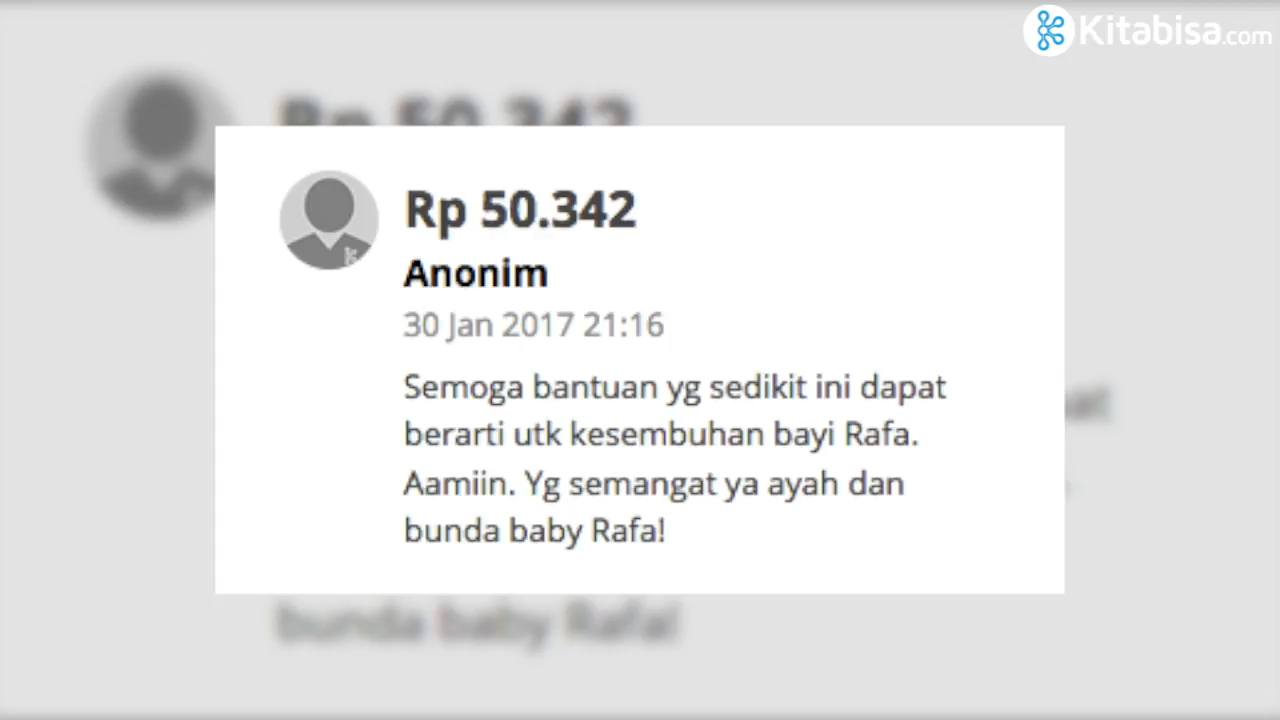 Kitabisa.com
Rp 50.342
Anonim
30 Jan 2017 21:16
Semoga bantuan yg sedikit ini dapat
berarti utk kesembuhan bayi Rafa.
Aamiin. Yg semangat ya ayah dan
bunda baby Rafa!